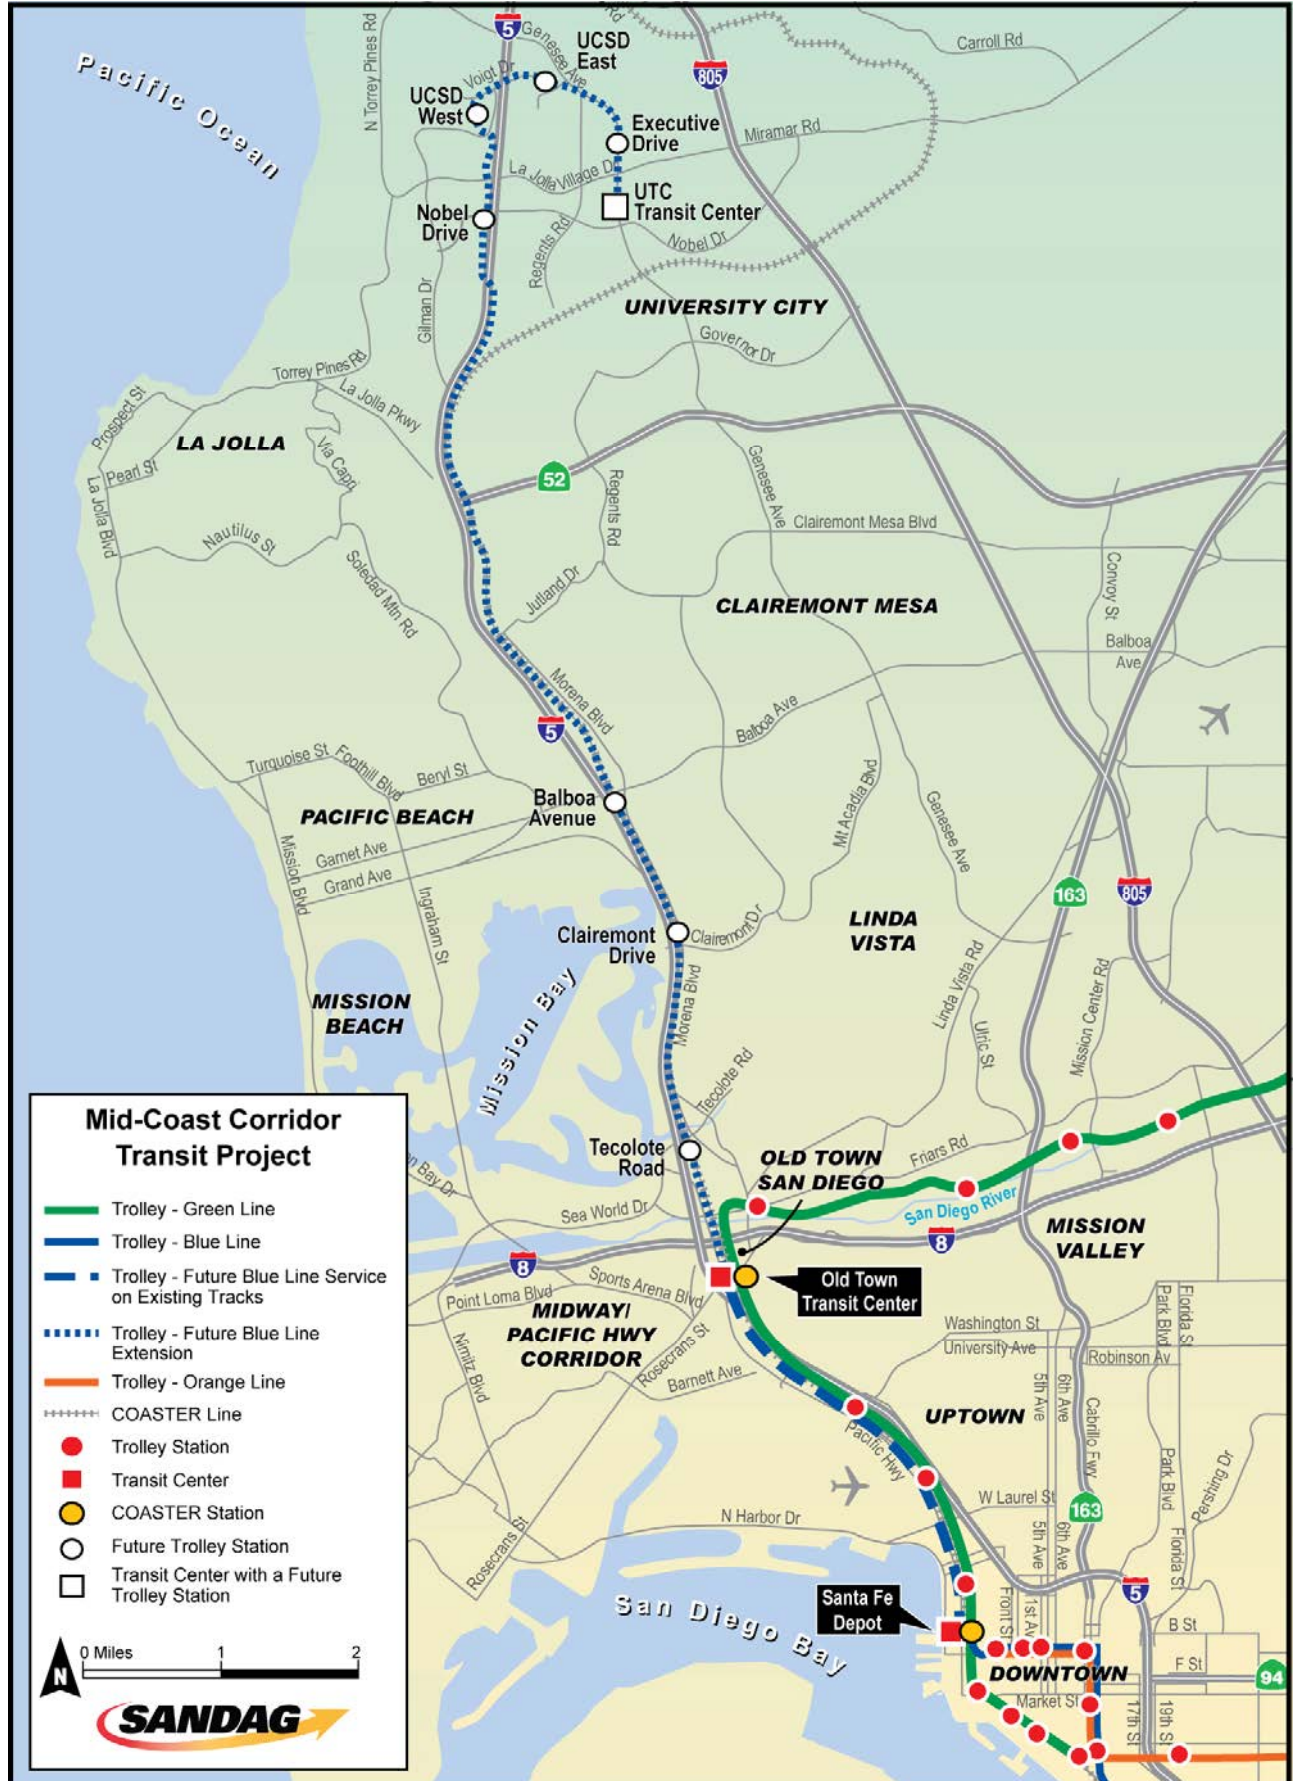 5
Genesee Ave
UCSD
East
Rd
Carroll Rd
805
N Torrey Pines Rd
Pacific Ocean
Voigt Dr
UCSD
West
Executive
Drive
Miramar Rd
La Jolla Village D
UTC
Transit Center
Nobel
Drive
Regents Rd
Nobel Dr
Gilman Dr
UNIVERSITY CITY
Governor Dr
Torrey Pines Rd
La Jolla Pkwy
Prospect St
LA JOLLA
Via Capri
Pearl St
La Jolla Blvd
52
Regents Rd
Genesee Ave
Clairemont Mesa Blvd
Nautilus St
Soledad Mtn Rd
Jutland Dr
Convoy St
CLAIREMONT MESA
Balboa
Ave
Morena Blvd
5
Balboa Ave
Turquoise St
Foothill Blvd
Beryl St
Balboa
Avenue
PACIFIC BEACH
Mt Acadia Blvd
Genesee Ave
Mission Blvd
Garnet Ave
Grand Ave
Ingraham St
163
805
Clairemont
Drive
Clairemont Dr
LINDA
VISTA
Linda Vista Rd
Mission Center Rd
MISSION
BEACH
Mission Bay
Morena Blvd
Ulric St
Tecolote Rd
Tecolote
Road
OLD TOWN
SAN DIEGO
Friars Rd
San Diego River
on Bay Dr
Sea World Dr
8
MISSION
VALLEY
8
Sports Arena Blvd
Old Town
Transit Center
Point Loma Blvd
MIDWAY/
PACIFIC HWY
CORRIDOR
Rosecrans St
Barnett Ave
Nimitz Blvd
Washington St
University Ave
Robinson Av
Park Blvd
Florida St
5th Ave
6th Ave
Cabrillo Fwy
UPTOWN
Pacific Hwy
Park Blvd
Pershing Dr
W Laurel St
163
N Harbor Dr
Rosecrans St
5th Ave
6th Ave
Florida St
5
San Diego Bay
Santa Fe
Depot
Front St
1st Av
B St
DOWNTOWN
F St
94
Market St
17th St
19th St
Mid-Coast Corridor
Transit Project
Trolley - Green Line
Trolley - Blue Line
Trolley - Future Blue Line Service
on Existing Tracks
Trolley - Future Blue Line
Extension
Trolley - Orange Line
COASTER Line
Trolley Station
Transit Center
COASTER Station
Future Trolley Station
Transit Center with a Future
Trolley Station
N
0 Miles 1 2
SANDAG